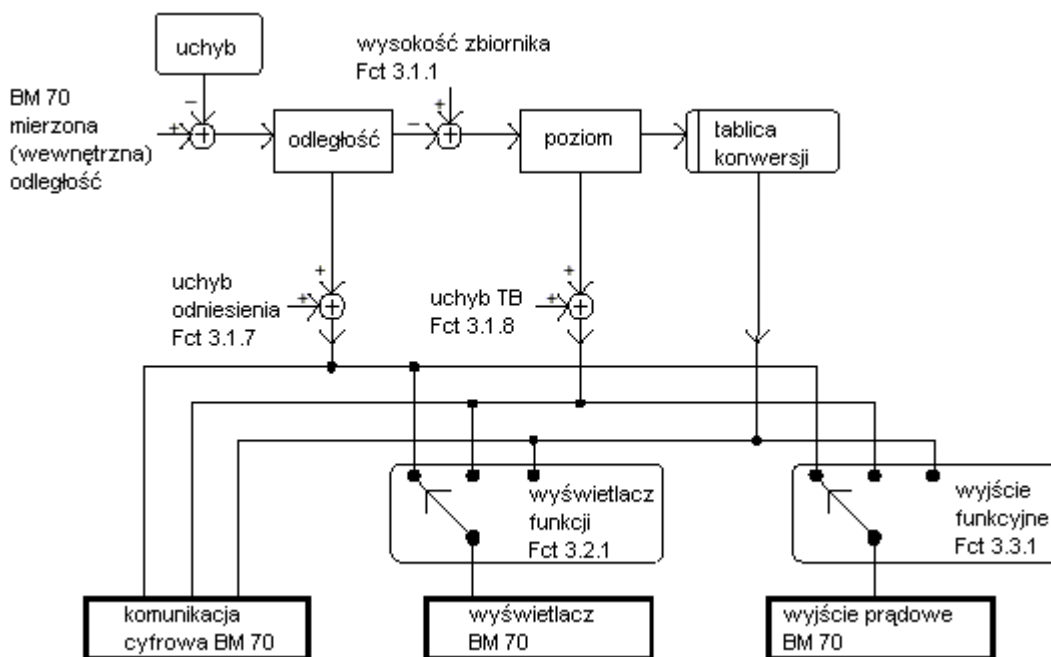 uchyb
wysokość zbiornika
Fct 3.1.1
BM 70
mierzona
(wewnętrzna)
odległość
odległość
poziom
tablica
konwersji
uchyb
odniesienia
Fct 3.1.7
uchyb TB
Fct 3.1.8
wyświetlacz
funkcji
Fct 3.2.1
wyjście
funkcyjne
Fct 3.3.1
komunikacja
cyfrowa BM 70
wyświetlacz
BM 70
wyjście prądowe
BM 70